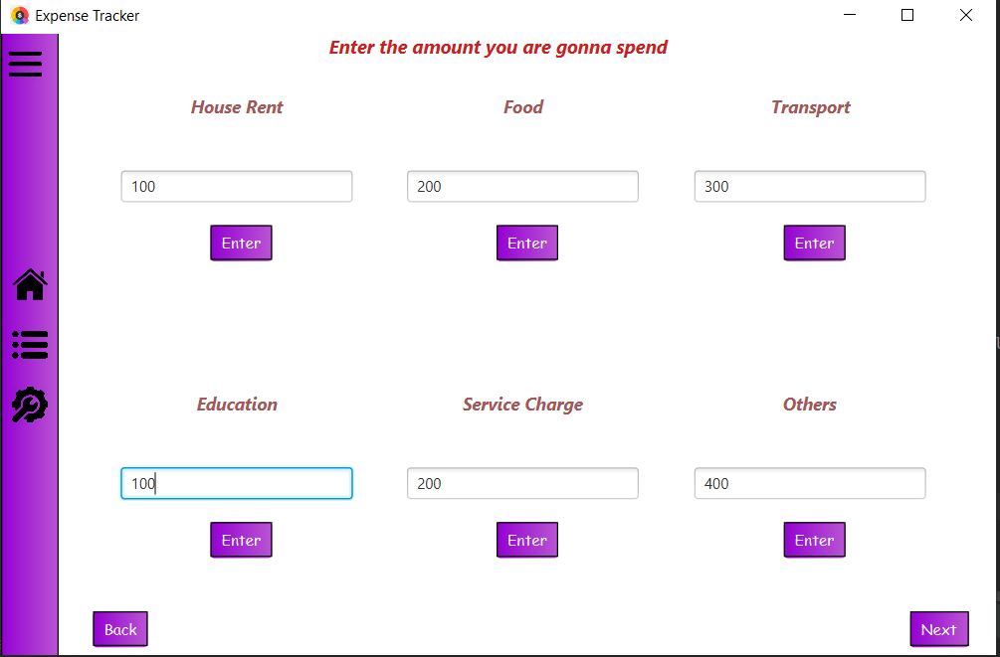 Expense Tracker
Enter the amount you are gonna spend
House Rent Food Transport
100 200 300
Enter Enter Enter
Education Service Charge Others
100 200 400
Enter Enter Enter
Back Next